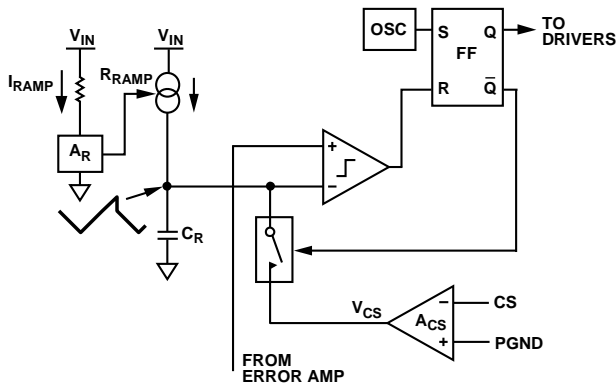 V_IN
V_IN
I_RAMP
R_RAMP
A_R
C_R
OSC
S
Q
FF
R
Q̅
TO
DRIVERS
+
–
V_CS
A_CS
–
+
CS
PGND
FROM
ERROR AMP